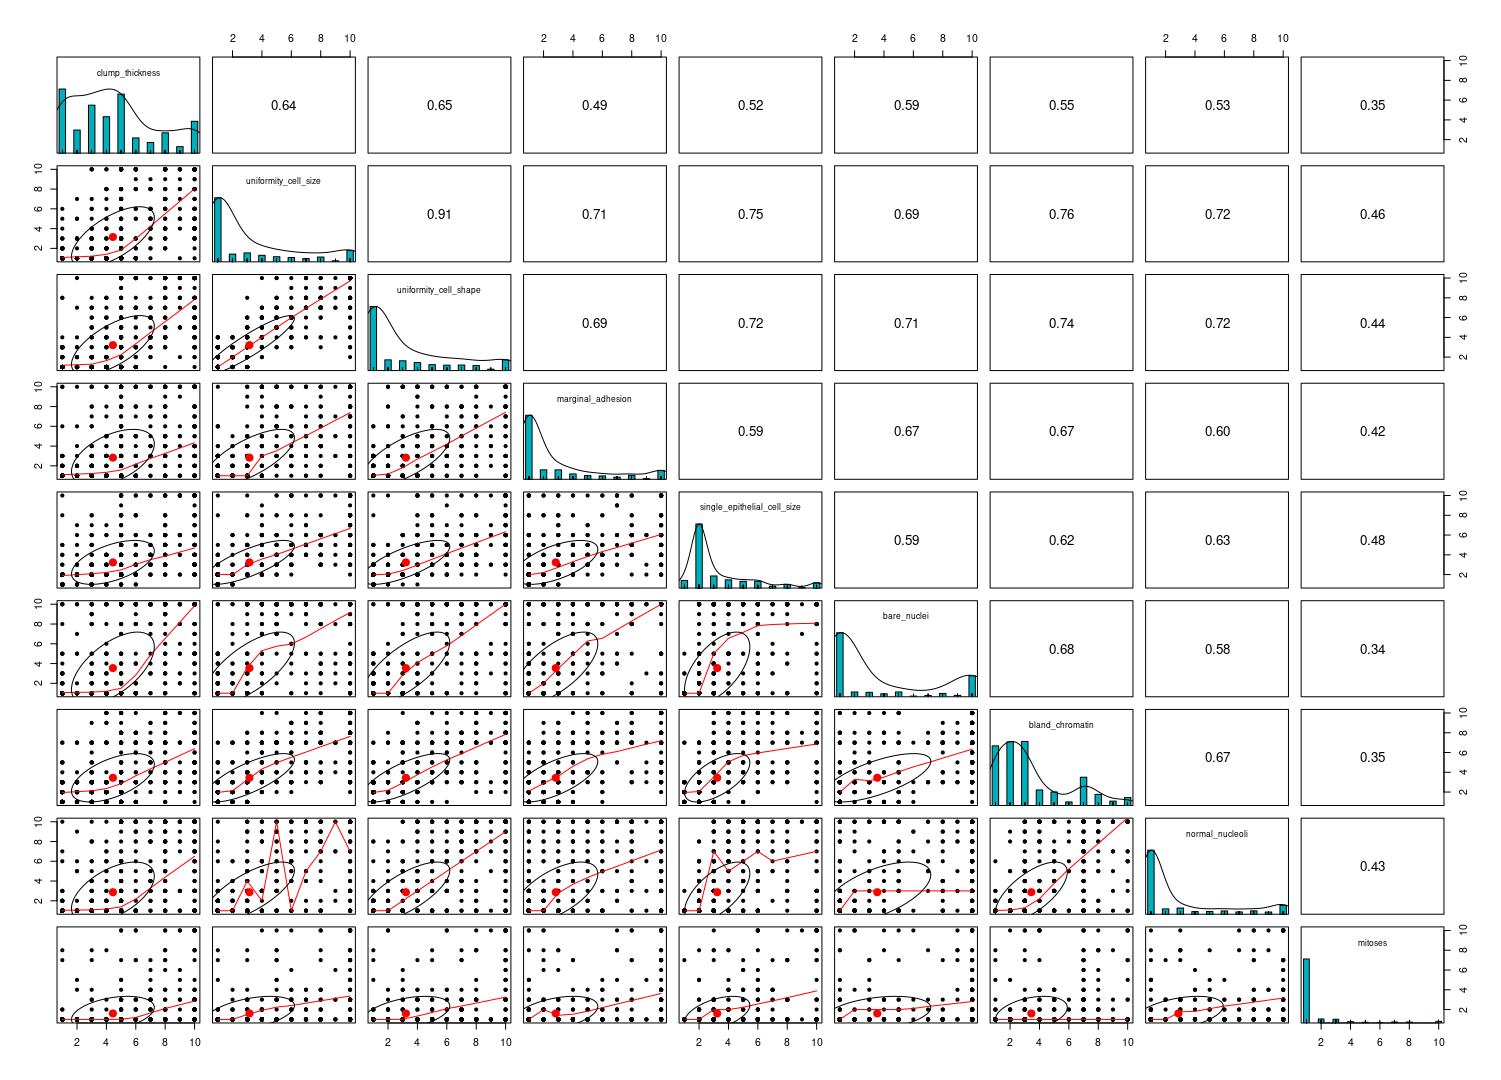 2 4 6 8 10 2 4 6 8 10 2 4 6 8 10 2 4 6 8 10
clump_thickness 0.64 0.65 0.49 0.52 0.59 0.55 0.53 0.35 2 4 6 8 10
2 4 6 8 10 uniformity_cell_size 0.91 0.71 0.75 0.69 0.76 0.72 0.46
uniformity_cell_shape 0.69 0.72 0.71 0.74 0.72 0.44 2 4 6 8 10
2 4 6 8 10 marginal_adhesion 0.59 0.67 0.67 0.60 0.42
single_epithelial_cell_size 0.59 0.62 0.63 0.48 2 4 6 8 10
2 4 6 8 10 bare_nuclei 0.68 0.58 0.34
bland_chromatin 0.67 0.35 2 4 6 8 10
2 4 6 8 10 normal_nucleoli 0.43
mitoses 2 4 6 8 10
2 4 6 8 10 2 4 6 8 10 2 4 6 8 10 2 4 6 8 10 2 4 6 8 10